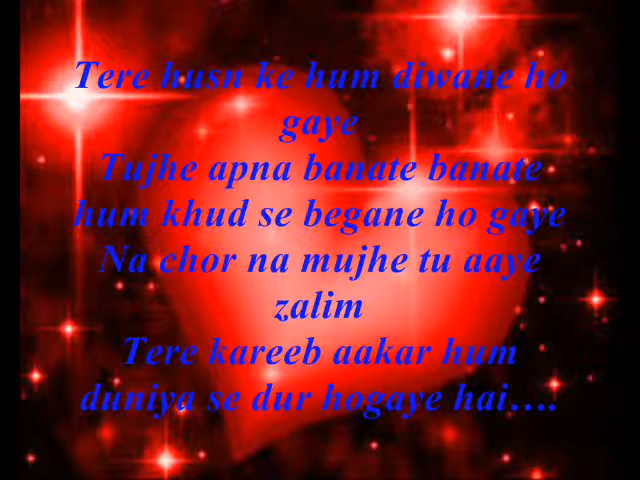 Tere husn ke hum diwane ho
gaye
Tujhe apna banate banate
hum khud se begane ho gaye
Na chor na mujhe tu aaye
zalim
Tere kareeb aakar hum
duniya se dur hogaye hai….